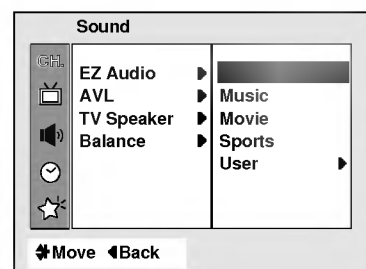 Sound
CH.
EZ Audio
AVL
TV Speaker
Balance
Music
Movie
Sports
User
Move Back